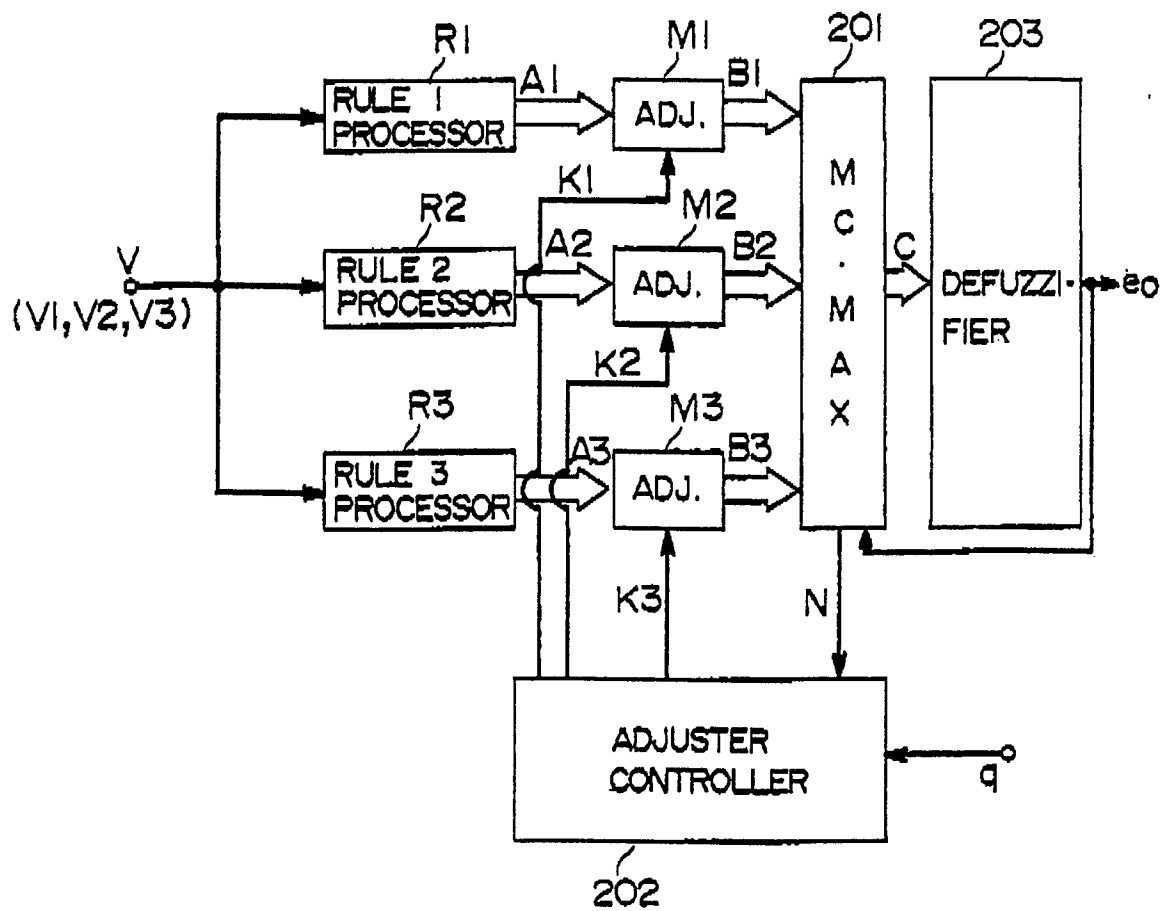 R1
M1
201
203
RULE 1
PROCESSOR
A1
ADJ.
B1
K1
R2
M2
V
(V1,V2,V3)
RULE 2
PROCESSOR
A2
ADJ.
B2
MC·MAX
C
DEFUZZI-
FIER
eo
K2
R3
M3
RULE 3
PROCESSOR
A3
ADJ.
B3
K3
N
ADJUSTER
CONTROLLER
q
202